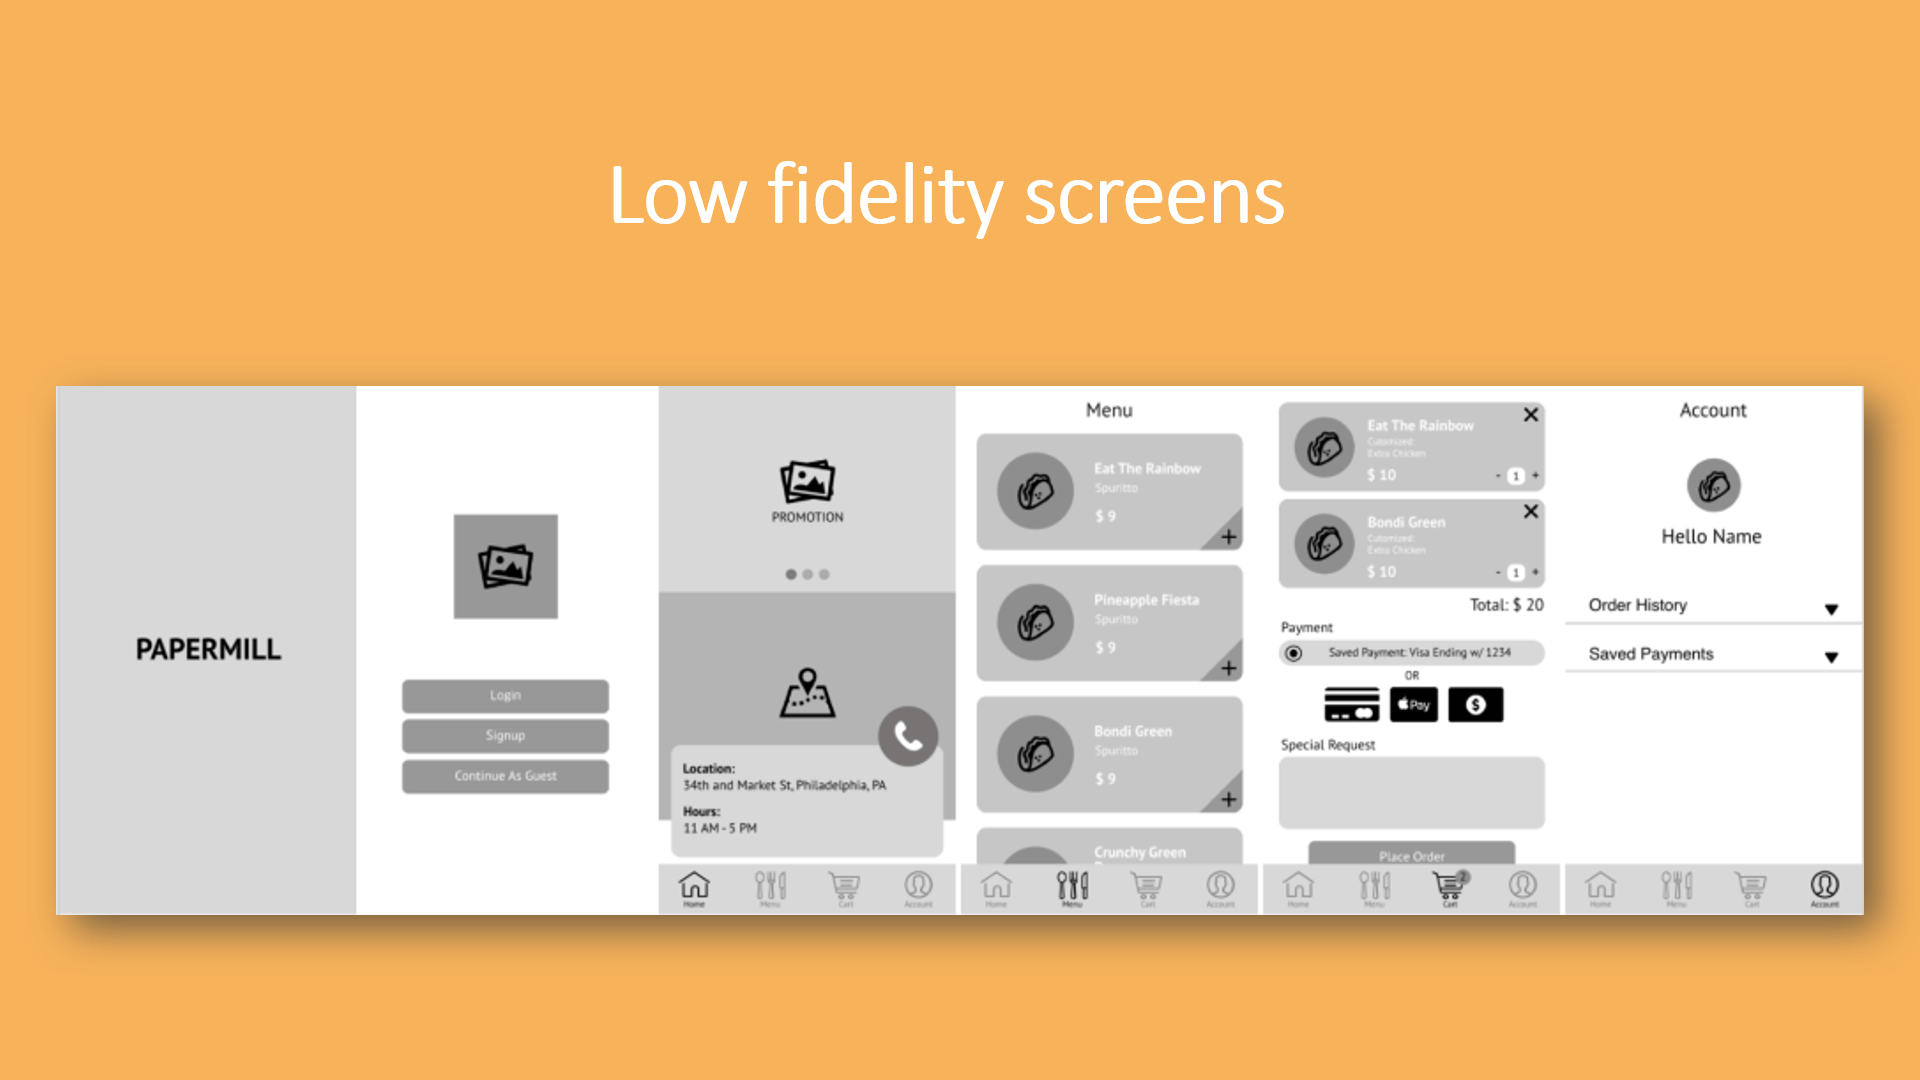 Low fidelity screens
PAPERMILL
Login
Signup
Continue As Guest
PROMOTION
Location:
34th and Market St, Philadelphia, PA
Hours:
11 AM - 5 PM
Home
Menu
Cart
Account
Menu
Eat The Rainbow
Spuritto
$ 9
+
Pineapple Fiesta
Spuritto
$ 9
+
Bondi Green
Spuritto
$ 9
+
Crunchy Green
Home
Menu
Cart
Account
Eat The Rainbow
Cutomized:
Extra Chicken
$ 10
- 1 +
Bondi Green
Cutomized:
Extra Chicken
$ 10
- 1 +
Total: $ 20
Payment
Saved Payment: Visa Ending w/ 1234
OR
Pay
$
Special Request
Place Order
2
Home
Menu
Cart
Account
Account
Hello Name
Order History
Saved Payments
Home
Menu
Cart
Account